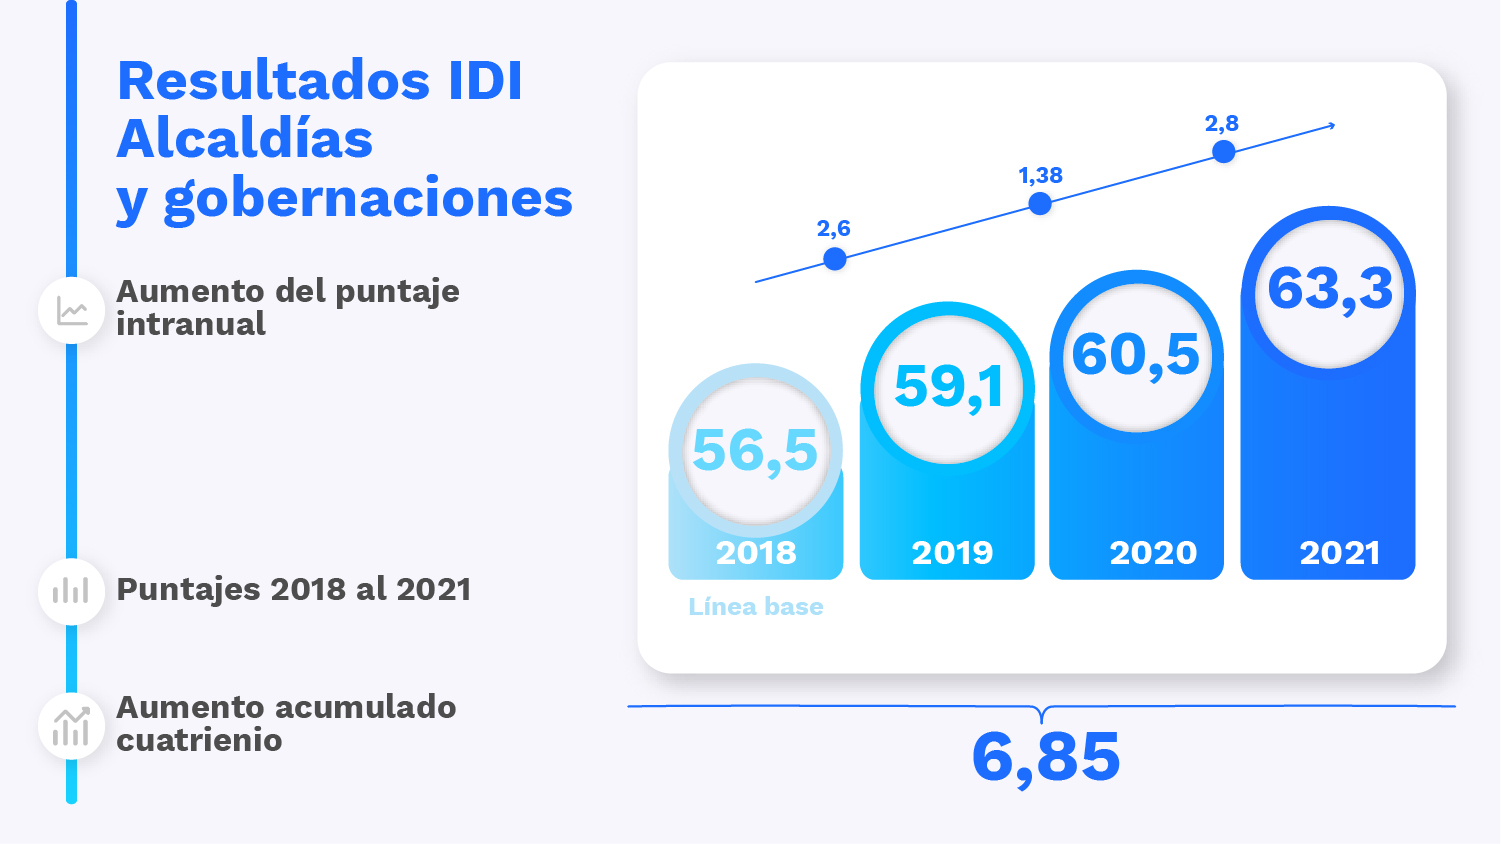 Resultados IDI
Alcaldías
y gobernaciones
Aumento del puntaje
intranual
Puntajes 2018 al 2021
Aumento acumulado
cuatrienio
2,6
1,38
2,8
56,5
59,1
60,5
63,3
2018
2019
2020
2021
Línea base
6,85